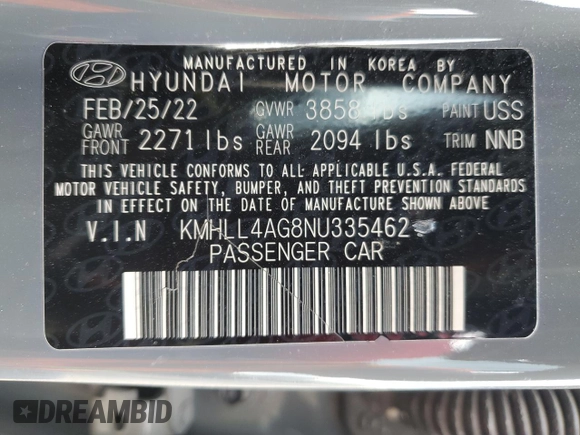 MANUFACTURED IN KOREA BY
HYUNDAI MOTOR COMPANY
FEB/25/22 GVWR 3858 lbs PAINT USS
GAWR FRONT 2271 lbs GAWR REAR 2094 lbs TRIM NNB
THIS VEHICLE CONFORMS TO ALL APPLICABLE U.S.A. FEDERAL
MOTOR VEHICLE SAFETY, BUMPER, AND THEFT PREVENTION STANDARDS
IN EFFECT ON THE DATE OF MANUFACTURE SHOWN ABOVE
V.I.N KMHLL4AG8NU335462
PASSENGER CAR
DREAMBID